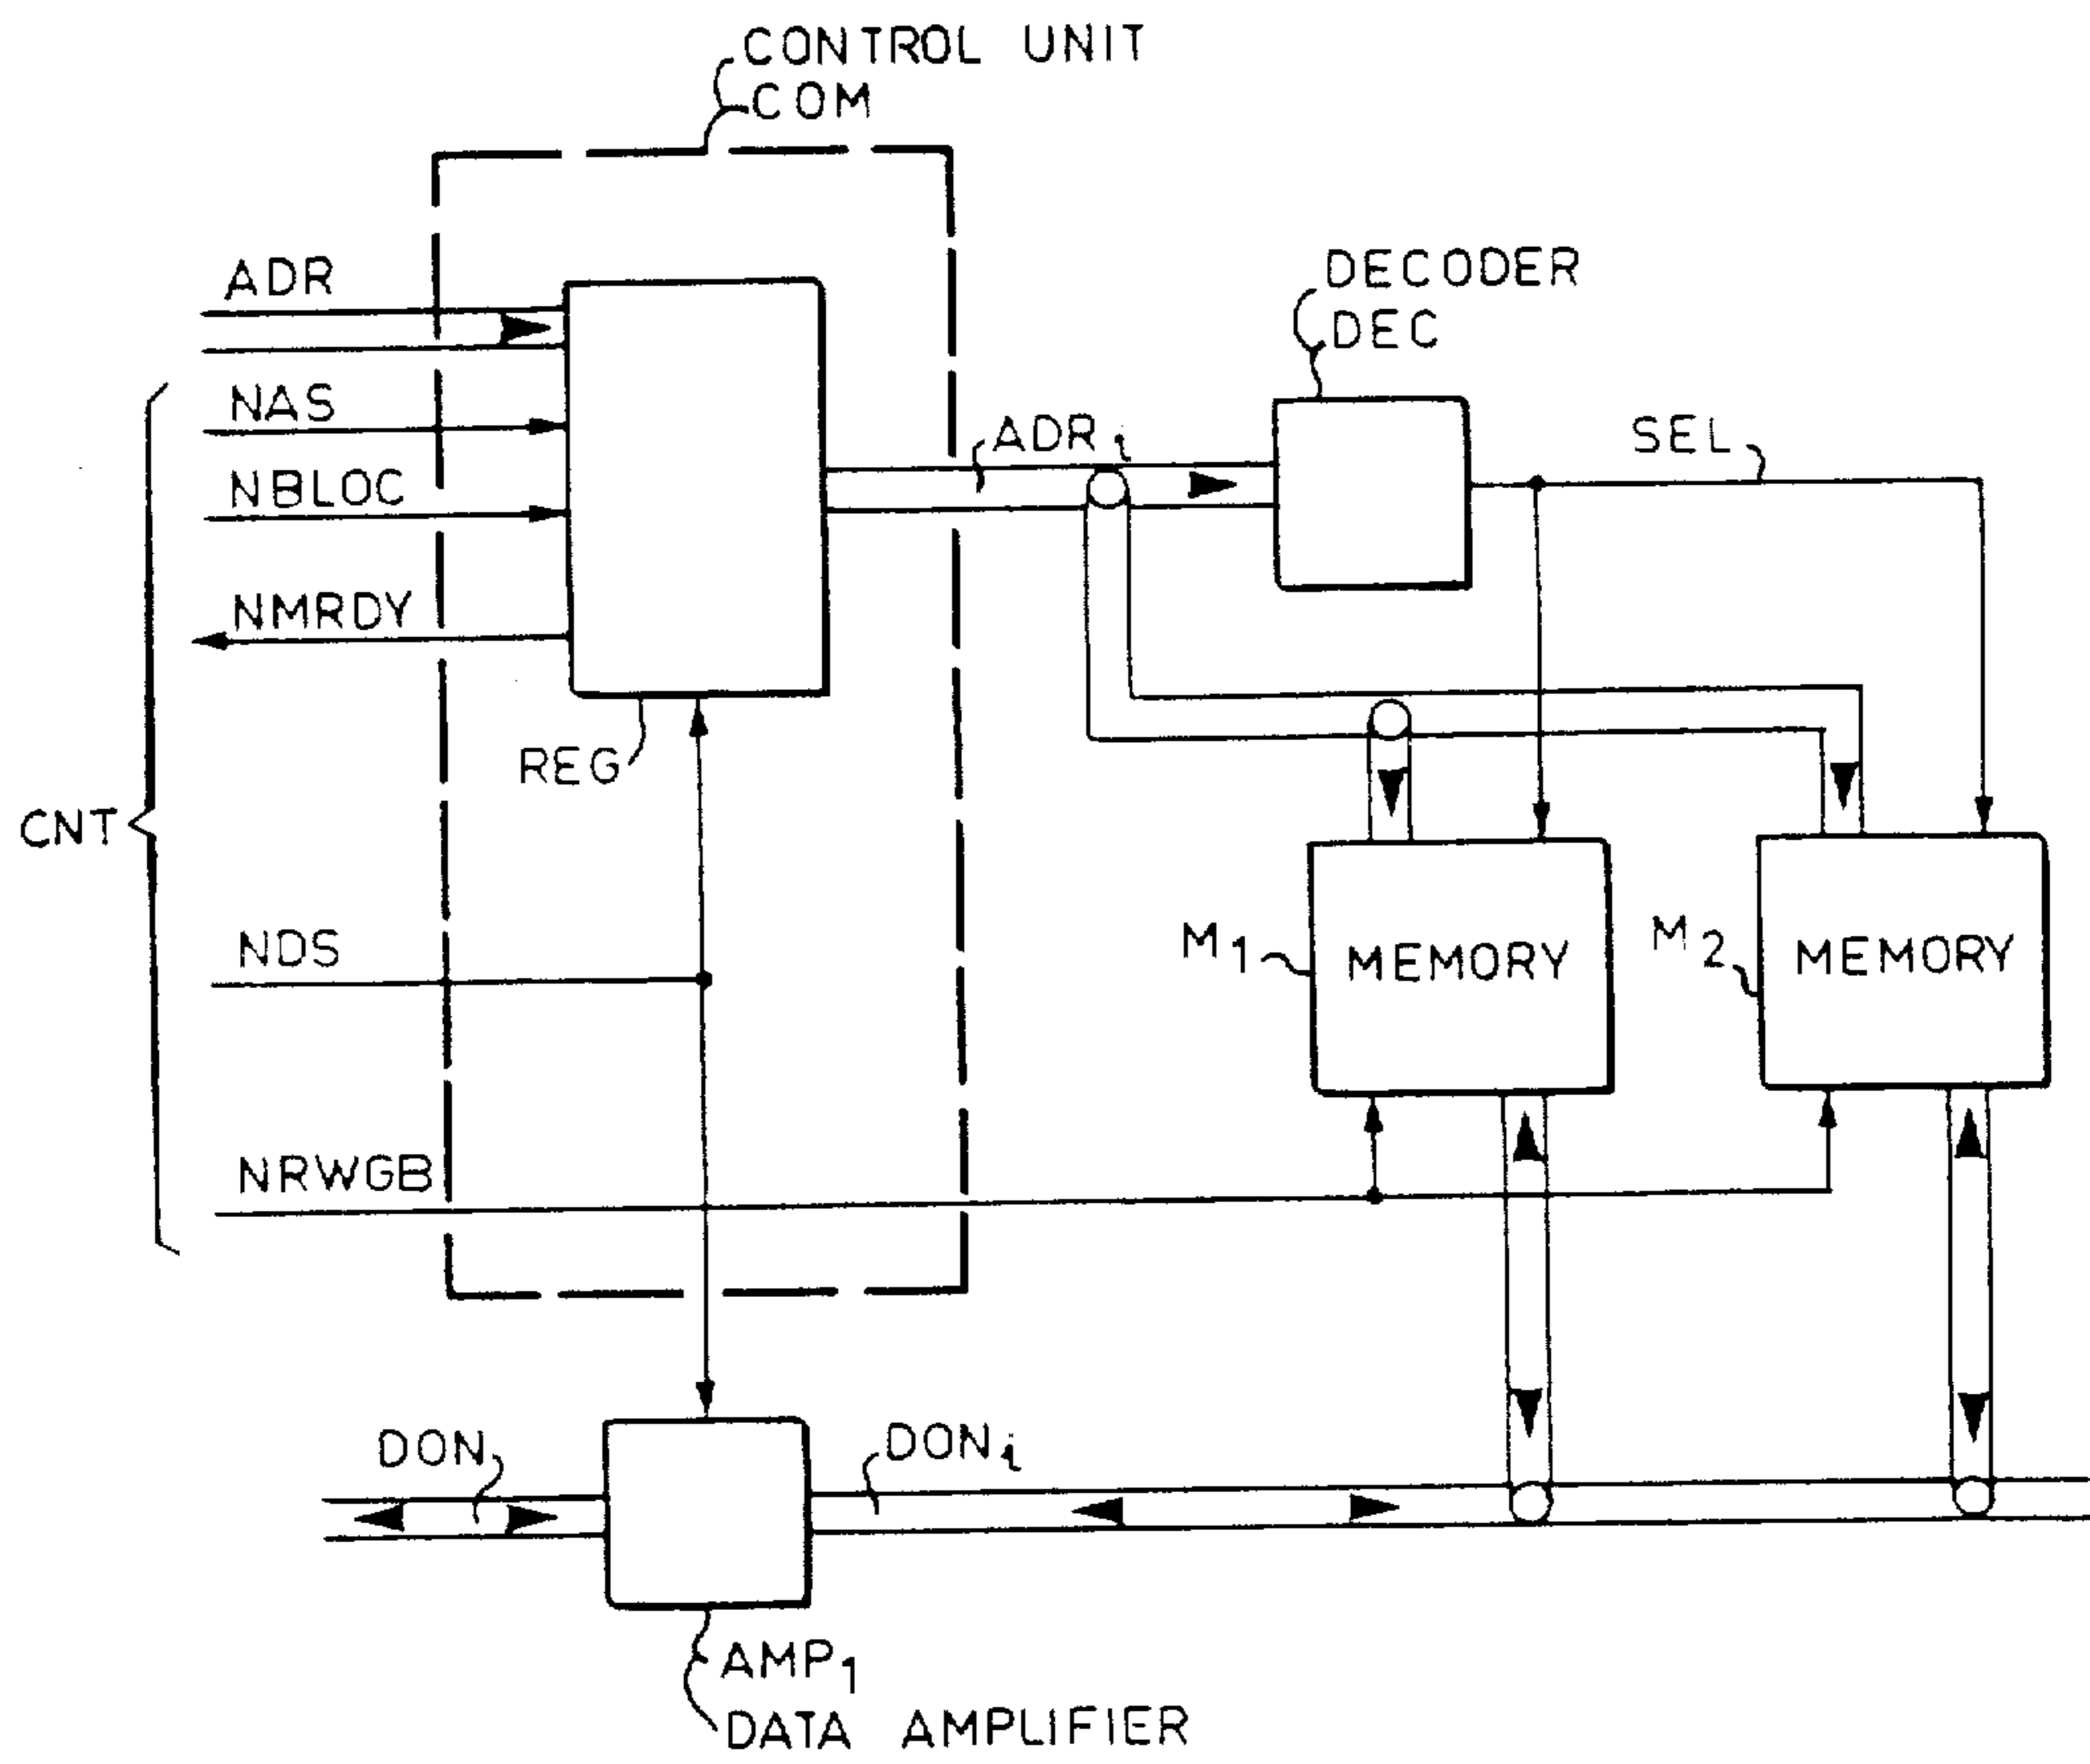 CONTROL UNIT
COM
ADR
DECODER
DEC
NAS
ADR i
SEL
NBLOC
NMRDY
REG
CNT
NDS
M1
MEMORY
M2
MEMORY
NRWGB
DON
DONi
AMP1
DATA AMPLIFIER